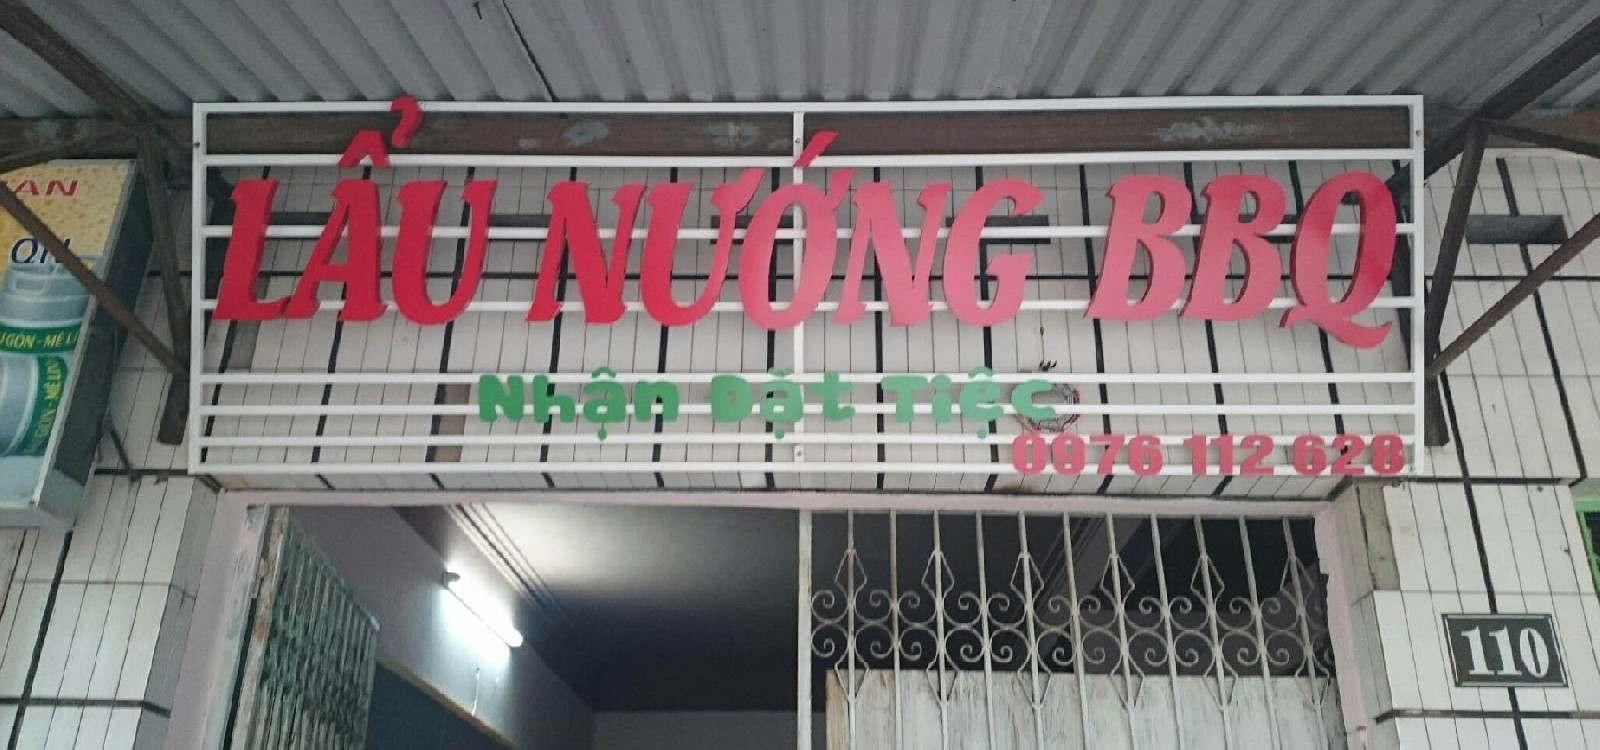 LẨU NƯỚNG BBQ
Nhận Đặt Tiệc
0976 112 628
110